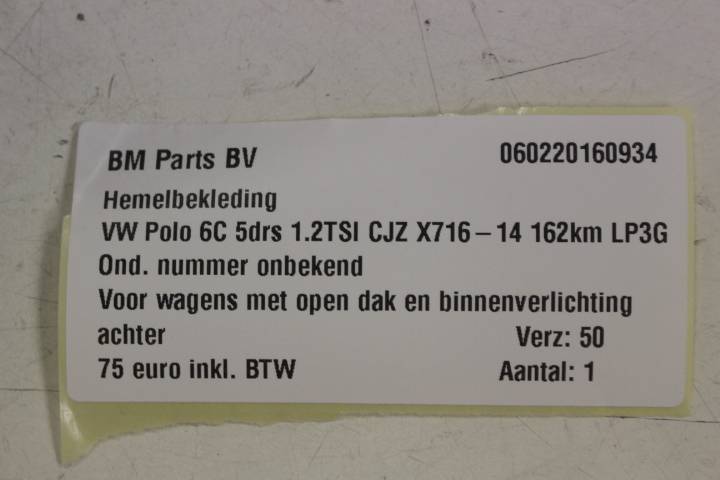 BM Parts BV 060220160934
Hemelbekleding
VW Polo 6C 5drs 1.2TSI CJZ X716-14 162km LP3G
Ond. nummer onbekend
Voor wagens met open dak en binnenverlichting
achter Verz: 50
75 euro inkl. BTW Aantal: 1